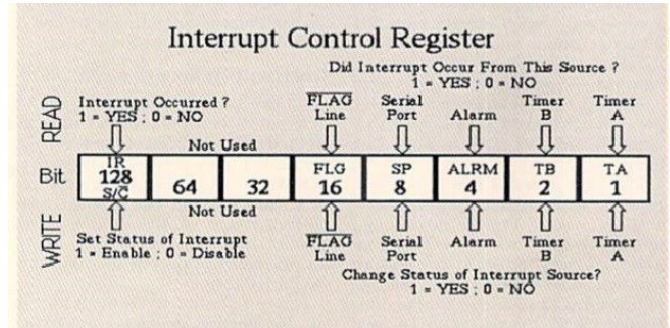 Interrupt Control Register
Did Interrupt Occur From This Source ?
1 = YES ; 0 = NO
READ
Interrupt Occurred ?
1 = YES ; 0 = NO
FLAG Line
Serial Port
Alarm
Timer B
Timer A
Not Used
Bit
IR 128 S/C
64
32
FLG 16
SP 8
ALRM 4
TB 2
TA 1
Not Used
WRITE
Set Status of Interrupt
1 = Enable ; 0 = Disable
FLAG Line
Serial Port
Alarm
Timer B
Timer A
Change Status of Interrupt Source?
1 = YES ; 0 = NO